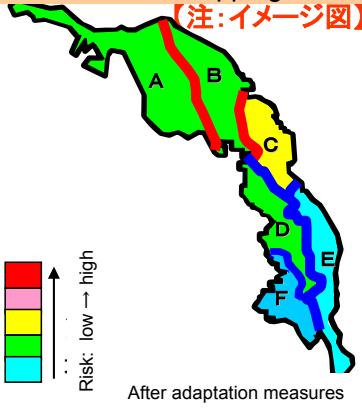 【注：イメージ図】
A
B
C
D
E
F
Risk: low → high
After adaptation measures